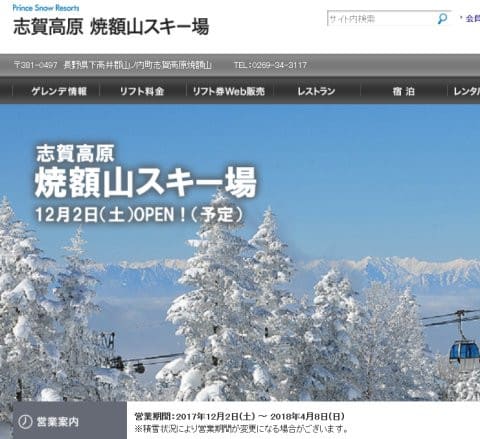 Prince Snow Resorts
志賀高原 焼額山スキー場
サイト内検索
会員
〒381-0497 長野県下高井郡山ノ内町志賀高原焼額山 TEL:0269-34-3117
ゲレンデ情報 リフト料金 リフト券Web販売 レストラン 宿泊 レンタル
志賀高原
焼額山スキー場
12月2日(土)OPEN!(予定)
営業案内
営業期間:2017年12月2日(土) ～ 2018年4月8日(日)
※積雪状況により営業期間が変更になる場合がございます。